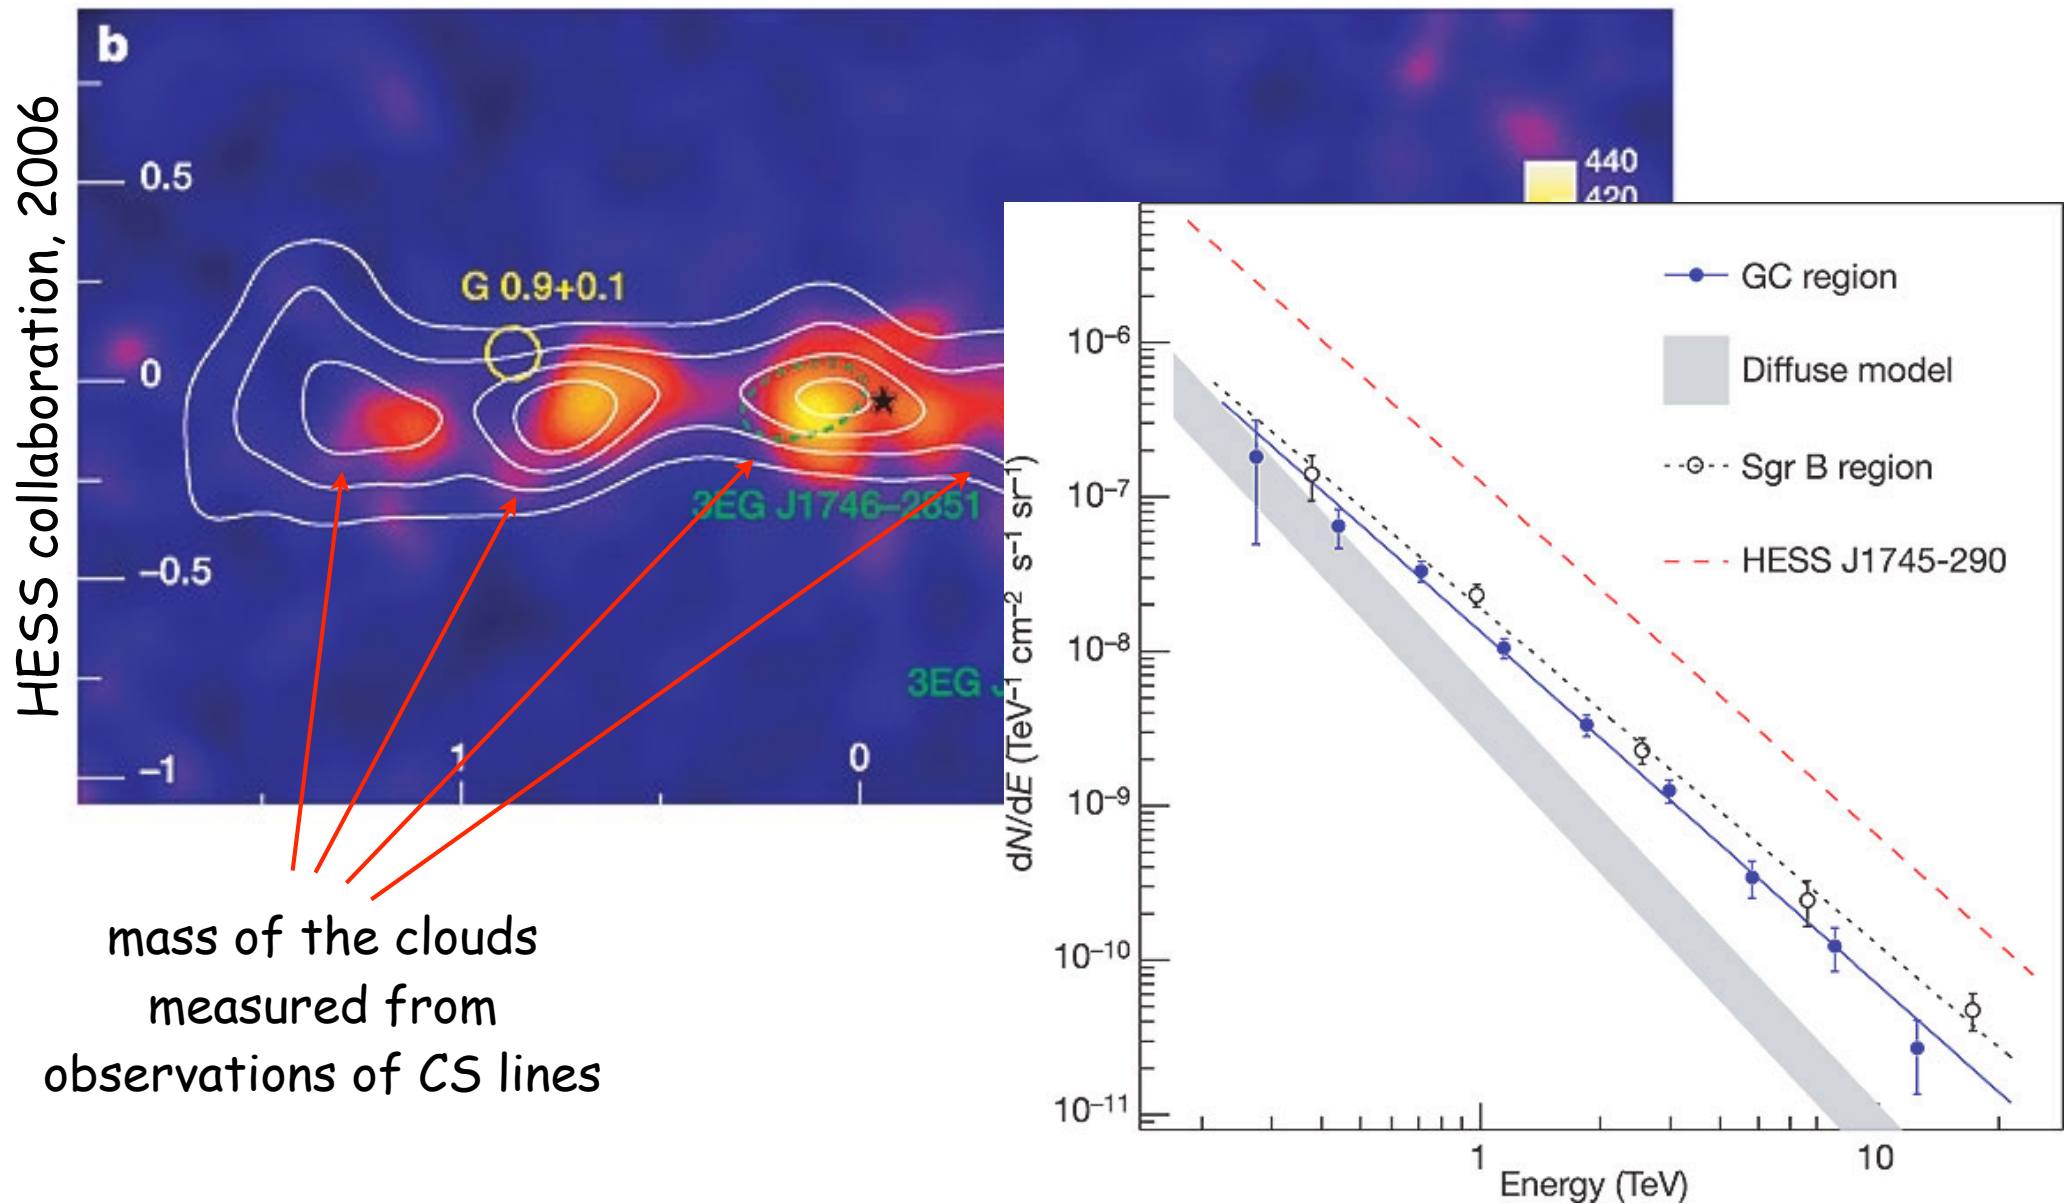 HESS collaboration, 2006
b
0.5
0
−0.5
−1
1
0
G 0.9+0.1
3EG J1746–2851
3EG J
440
420
mass of the clouds
measured from
observations of CS lines
dN/dE (TeV⁻¹ cm⁻² s⁻¹ sr⁻¹)
10⁻⁶
10⁻⁷
10⁻⁸
10⁻⁹
10⁻¹⁰
10⁻¹¹
GC region
Diffuse model
Sgr B region
HESS J1745-290
1
10
Energy (TeV)